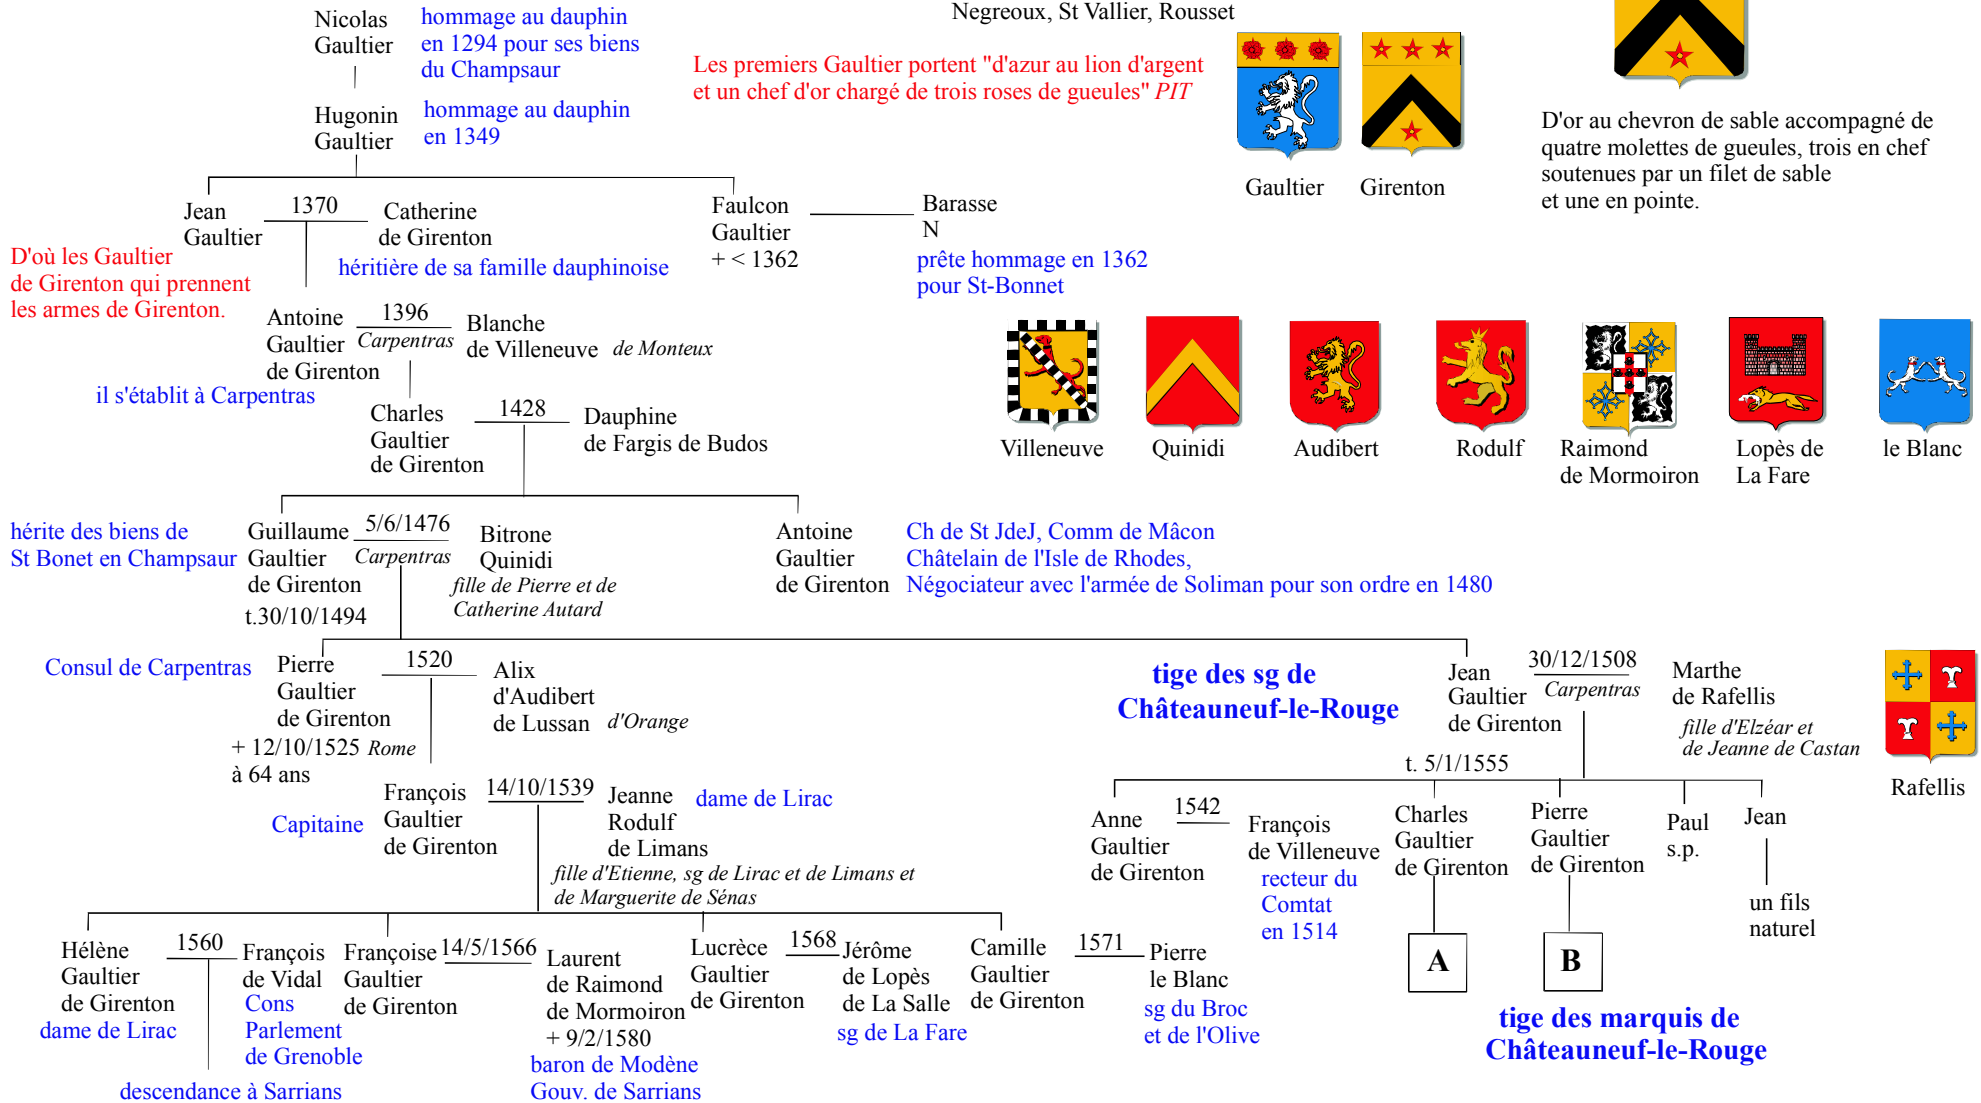 Negreoux, St Vallier, Rousset
Nicolas
Gaultier
hommage au dauphin
en 1294 pour ses biens
du Champsaur
Les premiers Gaultier portent "d'azur au lion d'argent
et un chef d'or chargé de trois roses de gueules" PIT
Hugonin
Gaultier
hommage au dauphin
en 1349
Gaultier
Girenton
D'or au chevron de sable accompagné de
quatre molettes de gueules, trois en chef
soutenues par un filet de sable
et une en pointe.
Jean
Gaultier
1370
Catherine
de Girenton
héritière de sa famille dauphinoise
D'où les Gaultier
de Girenton qui prennent
les armes de Girenton.
Faulcon
Gaultier
+ < 1362
Barasse
N
prête hommage en 1362
pour St-Bonnet
Antoine
Gaultier
de Girenton
il s'établit à Carpentras
1396
Carpentras
Blanche
de Villeneuve de Monteux
Charles
Gaultier
de Girenton
1428
Dauphine
de Fargis de Budos
Villeneuve
Quinidi
Audibert
Rodulf
Raimond
de Mormoiron
Lopès de
La Fare
le Blanc
hérite des biens de
St Bonet en Champsaur
Guillaume
Gaultier
de Girenton
t.30/10/1494
5/6/1476
Carpentras
Bitrone
Quinidi
fille de Pierre et de
Catherine Autard
Antoine
Gaultier
de Girenton
Ch de St JdeJ, Comm de Mâcon
Châtelain de l'Isle de Rhodes,
Négociateur avec l'armée de Soliman pour son ordre en 1480
Consul de Carpentras
Pierre
Gaultier
de Girenton
+ 12/10/1525 Rome
à 64 ans
1520
Alix
d'Audibert
de Lussan d'Orange
tige des sg de
Châteauneuf-le-Rouge
Jean
Gaultier
de Girenton
t. 5/1/1555
30/12/1508
Carpentras
Marthe
de Rafellis
fille d'Elzéar et
de Jeanne de Castan
Rafellis
Capitaine
François
Gaultier
de Girenton
14/10/1539
Jeanne
Rodulf
de Limans
dame de Lirac
fille d'Etienne, sg de Lirac et de Limans et
de Marguerite de Sénas
Anne
Gaultier
de Girenton
1542
François
de Villeneuve
recteur du
Comtat
en 1514
Charles
Gaultier
de Girenton
A
Pierre
Gaultier
de Girenton
B
Paul
s.p.
Jean
un fils
naturel
tige des marquis de
Châteauneuf-le-Rouge
Hélène
Gaultier
de Girenton
dame de Lirac
1560
François
de Vidal
Cons
Parlement
de Grenoble
descendance à Sarrians
Françoise
Gaultier
de Girenton
14/5/1566
Laurent
de Raimond
de Mormoiron
+ 9/2/1580
baron de Modène
Gouv. de Sarrians
Lucrèce
Gaultier
de Girenton
1568
Jérôme
de Lopès
de La Salle
sg de La Fare
Camille
Gaultier
de Girenton
1571
Pierre
le Blanc
sg du Broc
et de l'Olive